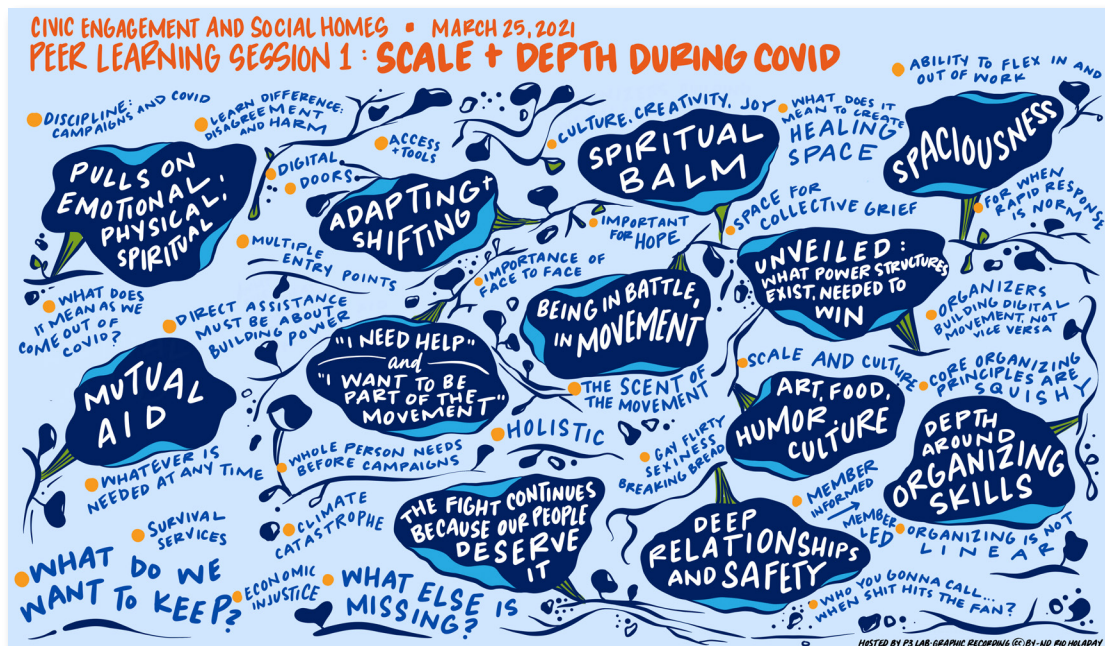 CIVIC ENGAGEMENT AND SOCIAL HOMES • MARCH 25, 2021
PEER LEARNING SESSION 1: SCALE + DEPTH DURING COVID
ABILITY TO FLEX IN AND
OUT OF WORK
DISCIPLINE:
CAMPAIGNS AND COVID
LEARN DIFFERENCE:
DISAGREEMENT
AND HARM
PULLS ON
EMOTIONAL,
PHYSICAL,
SPIRITUAL
DIGITAL
DOORS
ACCESS
+TOOLS
ADAPTING+
SHIFTING
MULTIPLE
ENTRY POINTS
CULTURE, CREATIVITY, JOY
SPIRITUAL
BALM
WHAT DOES IT
MEAN TO CREATE
HEALING
SPACE
SPACIOUSNESS
FOR WHEN
RAPID RESPONSE
IS NORM
IMPORTANT
FOR HOPE
SPACE FOR
COLLECTIVE GRIEF
IMPORTANCE OF
FACE TO FACE
WHAT DOES
IT MEAN AS WE
COME OUT OF
COVID?
DIRECT ASSISTANCE
MUST BE ABOUT
BUILDING POWER
BEING IN BATTLE,
IN MOVEMENT
UNVEILED:
WHAT POWER STRUCTURES
EXIST, NEEDED TO
WIN
ORGANIZERS
BUILDING DIGITAL
MOVEMENT, NOT
VICE VERSA
"I NEED HELP"
and
"I WANT TO BE
PART OF THE
MOVEMENT"
MUTUAL
AID
THE SCENT OF
THE MOVEMENT
SCALE AND CULTURE
CORE ORGANIZING
PRINCIPLES ARE
SQUISHY
ART, FOOD,
HUMOR,
CULTURE
DEPTH
AROUND
ORGANIZING
SKILLS
HOLISTIC
WHOLE PERSON NEEDS
BEFORE CAMPAIGNS
WHATEVER IS
NEEDED AT ANY TIME
GAY FLIRTY
SEXINESS
BREAKING BREAD
MEMBER
INFORMED
MEMBER
LED
SURVIVAL
SERVICES
CLIMATE
CATASTROPHE
THE FIGHT CONTINUES
BECAUSE OUR PEOPLE
DESERVE
IT
DEEP
RELATIONSHIPS
AND SAFETY
ORGANIZING IS NOT
LINEAR
WHAT DO WE
WANT TO KEEP?
ECONOMIC
INJUSTICE
WHAT ELSE IS
MISSING?
WHO YOU GONNA CALL...
WHEN SHIT HITS THE FAN?
HOSTED BY P3 LAB•GRAPHIC RECORDING (CC) BY-ND RIO HOLADAY